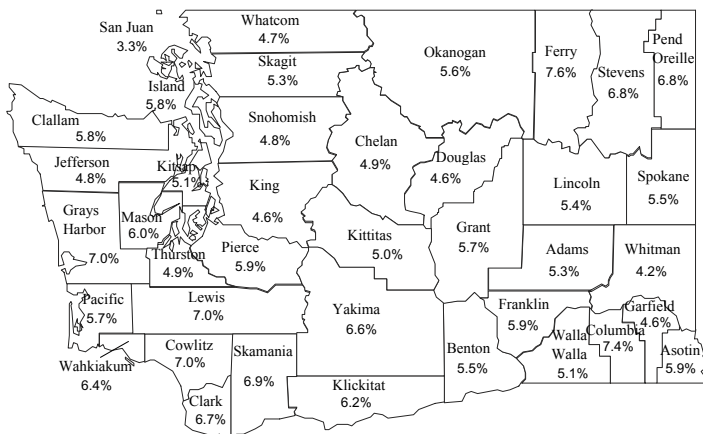 San Juan
3.3%
Whatcom
4.7%
Skagit
5.3%
Island
5.8%
Okanogan
5.6%
Ferry
7.6%
Stevens
6.8%
Pend
Oreille
6.8%
Clallam
5.8%
Snohomish
4.8%
Chelan
4.9%
Douglas
4.6%
Jefferson
4.8%
Kitsap
5.1%
King
4.6%
Lincoln
5.4%
Spokane
5.5%
Grays
Harbor
7.0%
Mason
6.0%
Thurston
4.9%
Pierce
5.9%
Kittitas
5.0%
Grant
5.7%
Adams
5.3%
Whitman
4.2%
Pacific
5.7%
Lewis
7.0%
Yakima
6.6%
Franklin
5.9%
Garfield
4.6%
Columbia
7.4%
Asotin
5.9%
Walla
Walla
5.1%
Benton
5.5%
Wahkiakum
6.4%
Cowlitz
7.0%
Skamania
6.9%
Klickitat
6.2%
Clark
6.7%